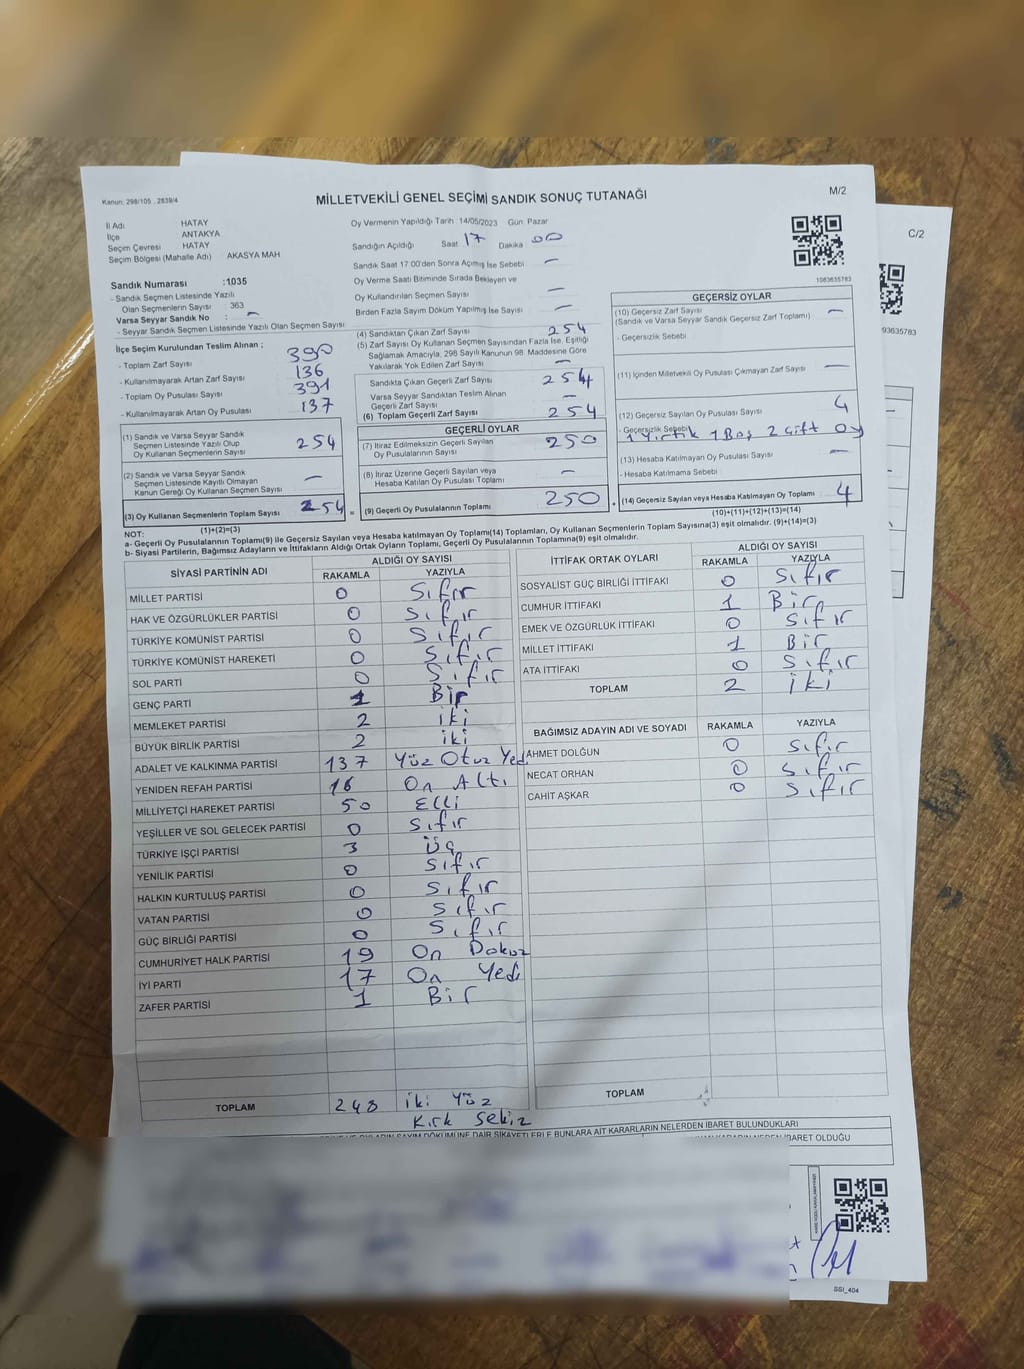 Kanun: 298/105 , 2839/4
MİLLETVEKİLİ GENEL SEÇİMİ SANDIK SONUÇ TUTANAĞI
M/2
C/2
İl Adı : HATAY
İlçe ANTAKYA
Seçim Çevresi : HATAY
Seçim Bölgesi (Mahalle Adı) AKASYA MAH
Sandık Numarası :1035
- Sandık Seçmen Listesinde Yazılı
Olan Seçmenlerin Sayısı : 363
Varsa Seyyar Sandık No : —
- Seyyar Sandık Seçmen Listesinde Yazılı Olan Seçmen Sayısı
İlçe Seçim Kurulundan Teslim Alınan ;
- Toplam Zarf Sayısı 390
- Kullanılmayarak Artan Zarf Sayısı 136
- Toplam Oy Pusulası Sayısı 391
- Kullanılmayarak Artan Oy Pusulası 137
(1) Sandık ve Varsa Seyyar Sandık
Seçmen Listesinde Yazılı Olup
Oy Kullanan Seçmenlerin Sayısı 254
(2) Sandık ve Varsa Seyyar Sandık
Seçmen Listesinde Kayıtlı Olmayan
Kanun Gereği Oy Kullanan Seçmen Sayısı —
(3) Oy Kullanan Seçmenlerin Toplam Sayısı 254
(1)+(2)=(3)
Oy Vermenin Yapıldığı Tarih :14/05/2023 Gün: Pazar
Sandığın Açıldığı Saat 17 Dakika 00
Sandık Saat 17:00'den Sonra Açılmış İse Sebebi : —
Oy Verme Saati Bitiminde Sırada Bekleyen ve
Oy Kullandırılan Seçmen Sayısı —
Birden Fazla Sayım Döküm Yapılmış İse Sayısı —
(4) Sandıktan Çıkan Zarf Sayısı 254
(5) Zarf Sayısı Oy Kullanan Seçmen Sayısından Fazla İse, Eşitliği
Sağlamak Amacıyla, 298 Sayılı Kanunun 98. Maddesine Göre
Yakılarak Yok Edilen Zarf Sayısı —
Sandıkta Çıkan Geçerli Zarf Sayısı 254
Varsa Seyyar Sandıktan Teslim Alınan
Geçerli Zarf Sayısı —
(6) Toplam Geçerli Zarf Sayısı 254
GEÇERLİ OYLAR
(7) İtiraz Edilmeksizin Geçerli Sayılan
Oy Pusulalarının Sayısı 250
(8) İtiraz Üzerine Geçerli Sayılan veya
Hesaba Katılan Oy Pusulası Toplamı —
(9) Geçerli Oy Pusulalarının Toplamı 250
1083635783
93635783
GEÇERSİZ OYLAR
(10) Geçersiz Zarf Sayısı
(Sandık ve Varsa Seyyar Sandık Geçersiz Zarf Toplamı) : —
- Geçersizlik Sebebi
(11) İçinden Milletvekili Oy Pusulası Çıkmayan Zarf Sayısı —
(12) Geçersiz Sayılan Oy Pusulası Sayısı 4
- Geçersizlik Sebebi 1 Yırtık 1 Boş 2 Çift Oy
(13) Hesaba Katılmayan Oy Pusulası Sayısı —
- Hesaba Katılmama Sebebi
(14) Geçersiz Sayılan veya Hesaba Katılmayan Oy Toplamı 4
(10)+(11)+(12)+(13)=(14)
NOT:
a- Geçerli Oy Pusulalarının Toplamı(9) ile Geçersiz Sayılan veya Hesaba katılmayan Oy Toplamı(14) Toplamları, Oy Kullanan Seçmenlerin Toplam Sayısına(3) eşit olmalıdır. (9)+(14)=(3)
b- Siyasi Partilerin, Bağımsız Adayların ve İttifakların Aldığı Ortak Oyların Toplamı, Geçerli Oy Pusulalarının Toplamına(9) eşit olmalıdır.
SİYASİ PARTİNİN ADI ALDIĞI OY SAYISI
RAKAMLA YAZIYLA
MİLLET PARTİSİ 0 Sıfır
HAK VE ÖZGÜRLÜKLER PARTİSİ 0 Sıfır
TÜRKİYE KOMÜNİST PARTİSİ 0 Sıfır
TÜRKİYE KOMÜNİST HAREKETİ 0 Sıfır
SOL PARTİ 0 Sıfır
GENÇ PARTİ 1 Bir
MEMLEKET PARTİSİ 2 iki
BÜYÜK BİRLİK PARTİSİ 2 iki
ADALET VE KALKINMA PARTİSİ 137 Yüz Otuz Yedi
YENİDEN REFAH PARTİSİ 16 On Altı
MİLLİYETÇİ HAREKET PARTİSİ 50 Elli
YEŞİLLER VE SOL GELECEK PARTİSİ 0 Sıfır
TÜRKİYE İŞÇİ PARTİSİ 3 Üç
YENİLİK PARTİSİ 0 Sıfır
HALKIN KURTULUŞ PARTİSİ 0 Sıfır
VATAN PARTİSİ 0 Sıfır
GÜÇ BİRLİĞİ PARTİSİ 0 Sıfır
CUMHURİYET HALK PARTİSİ 19 On Dokuz
İYİ PARTİ 17 On Yedi
ZAFER PARTİSİ 1 Bir
TOPLAM 248 iki Yüz
Kırk Sekiz
İTTİFAK ORTAK OYLARI ALDIĞI OY SAYISI
RAKAMLA YAZIYLA
SOSYALİST GÜÇ BİRLİĞİ İTTİFAKI 0 Sıfır
CUMHUR İTTİFAKI 1 Bir
EMEK VE ÖZGÜRLÜK İTTİFAKI 0 Sıfır
MİLLET İTTİFAKI 1 Bir
ATA İTTİFAKI 0 Sıfır
TOPLAM 2 iki
BAĞIMSIZ ADAYIN ADI VE SOYADI RAKAMLA YAZIYLA
AHMET DOLĞUN 0 Sıfır
NECAT ORHAN 0 Sıfır
CAHİT AŞKAR 0 Sıfır
TOPLAM
BARET BULUNDUKLARI
İBARET OLDUĞU
SSI_404